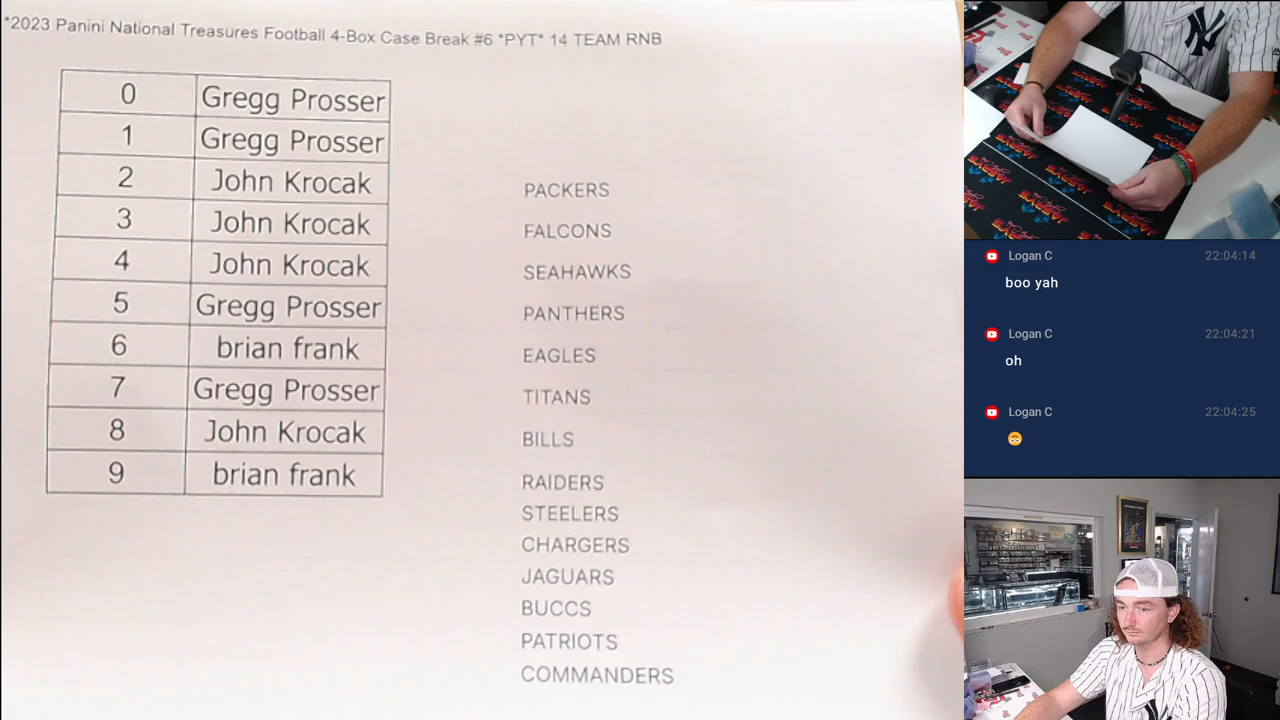 *2023 Panini National Treasures Football 4-Box Case Break #6 *PYT* 14 TEAM RNB
0 Gregg Prosser
1 Gregg Prosser
2 John Krocak
3 John Krocak
4 John Krocak
5 Gregg Prosser
6 brian frank
7 Gregg Prosser
8 John Krocak
9 brian frank
PACKERS
FALCONS
SEAHAWKS
PANTHERS
EAGLES
TITANS
BILLS
RAIDERS
STEELERS
CHARGERS
JAGUARS
BUCCS
PATRIOTS
COMMANDERS
Logan C 22:04:14
boo yah
Logan C 22:04:21
oh
Logan C 22:04:25